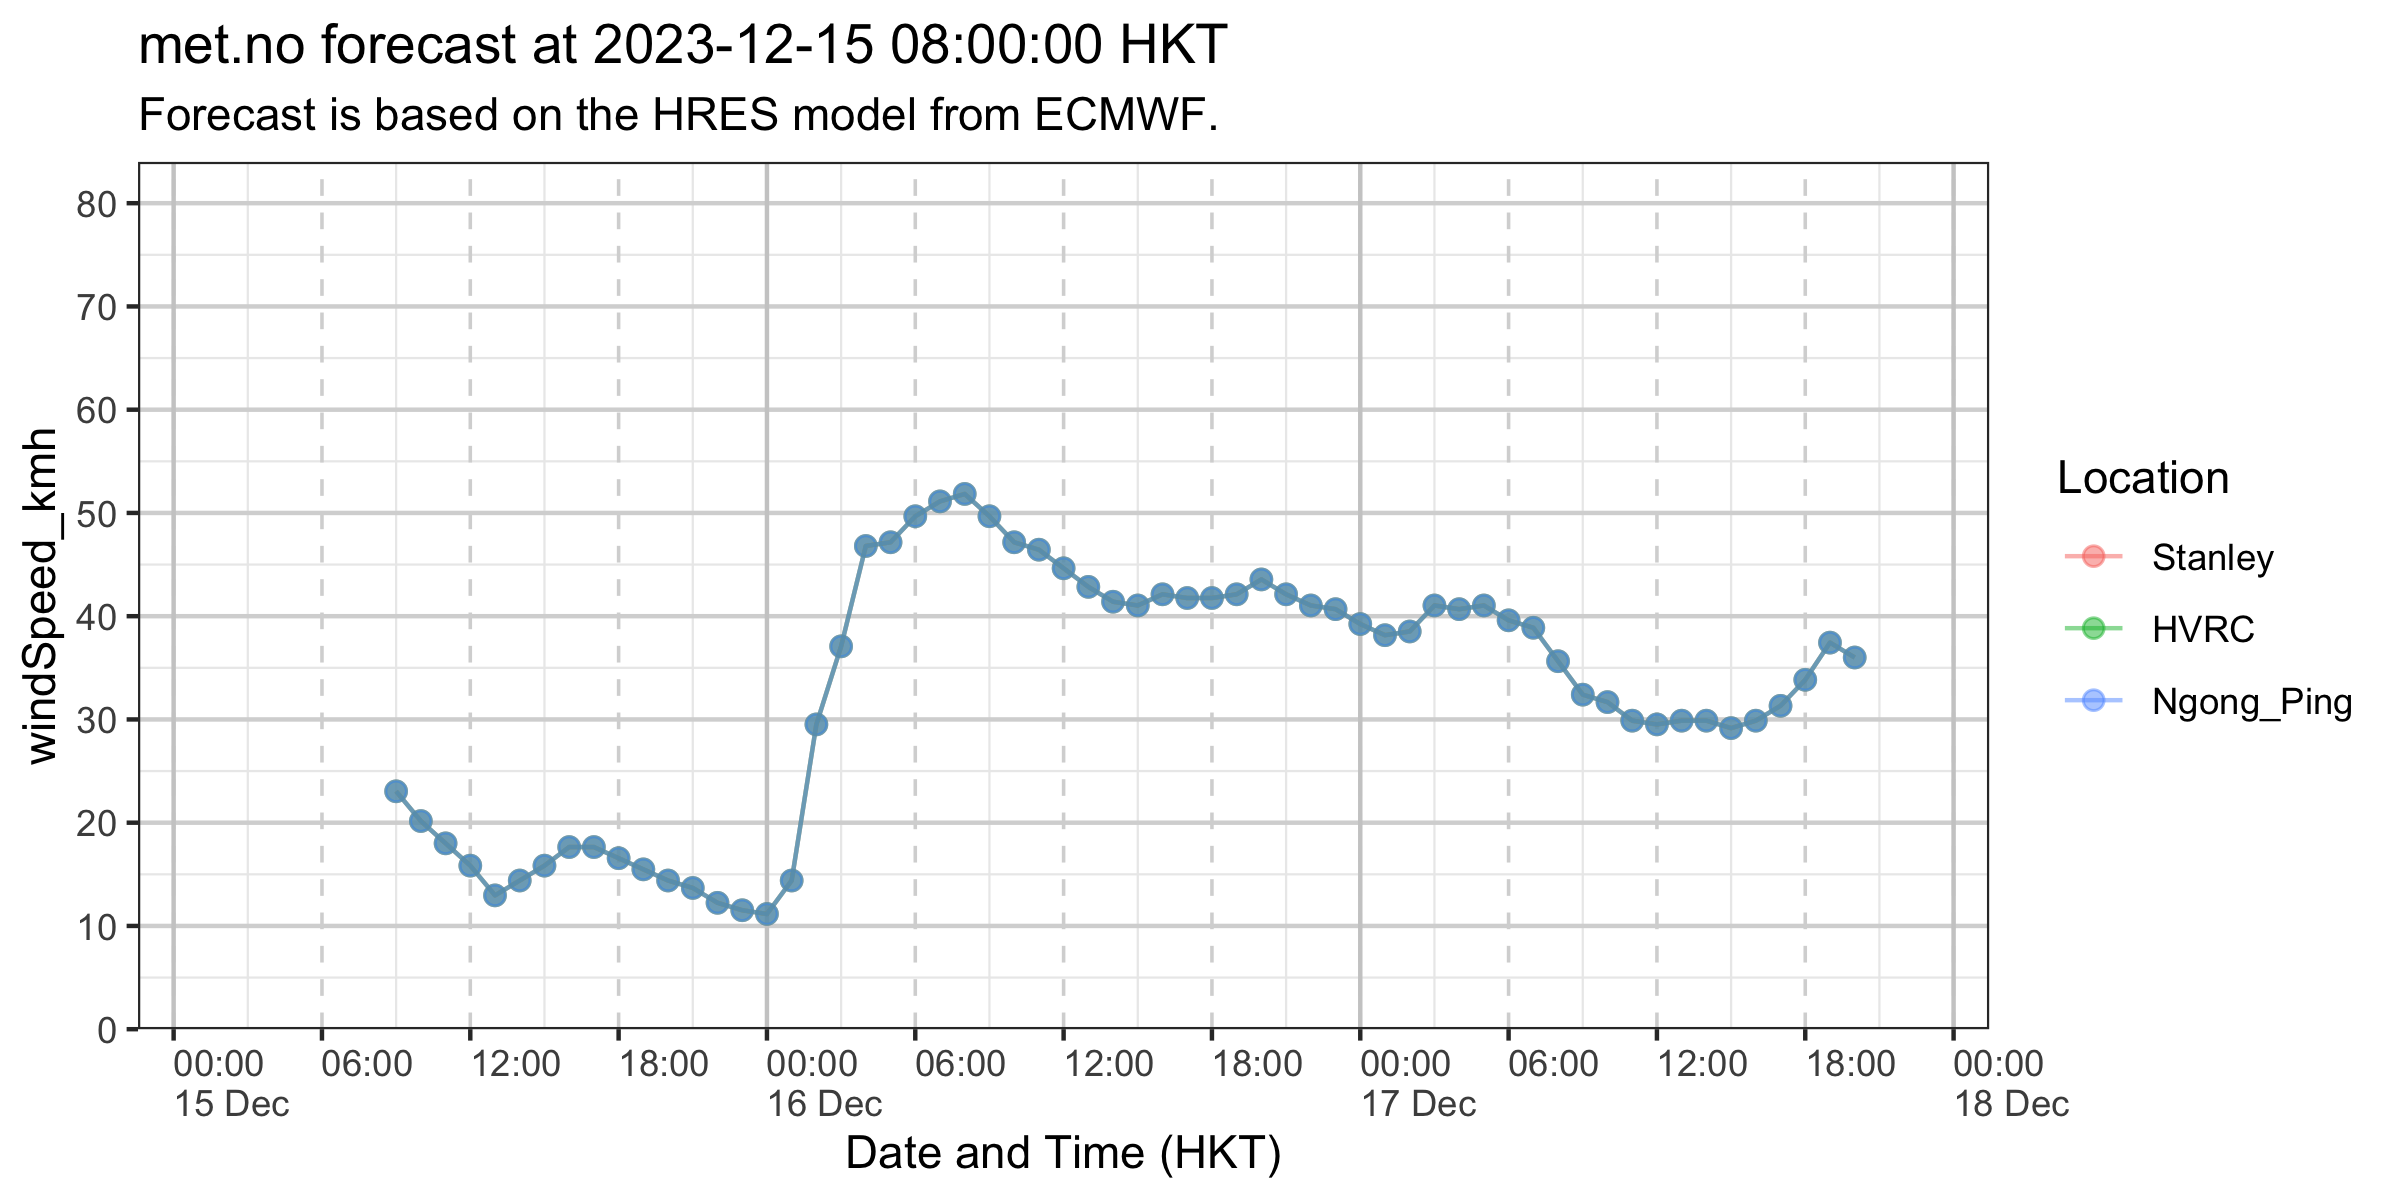 met.no forecast at 2023-12-15 08:00:00 HKT
Forecast is based on the HRES model from ECMWF.
windSpeed_kmh
80
70
60
50
40
30
20
10
0
00:00 06:00 12:00 18:00 00:00 06:00 12:00 18:00 00:00 06:00 12:00 18:00 00:00
15 Dec 16 Dec 17 Dec 18 Dec
Date and Time (HKT)
Location
Stanley
HVRC
Ngong_Ping